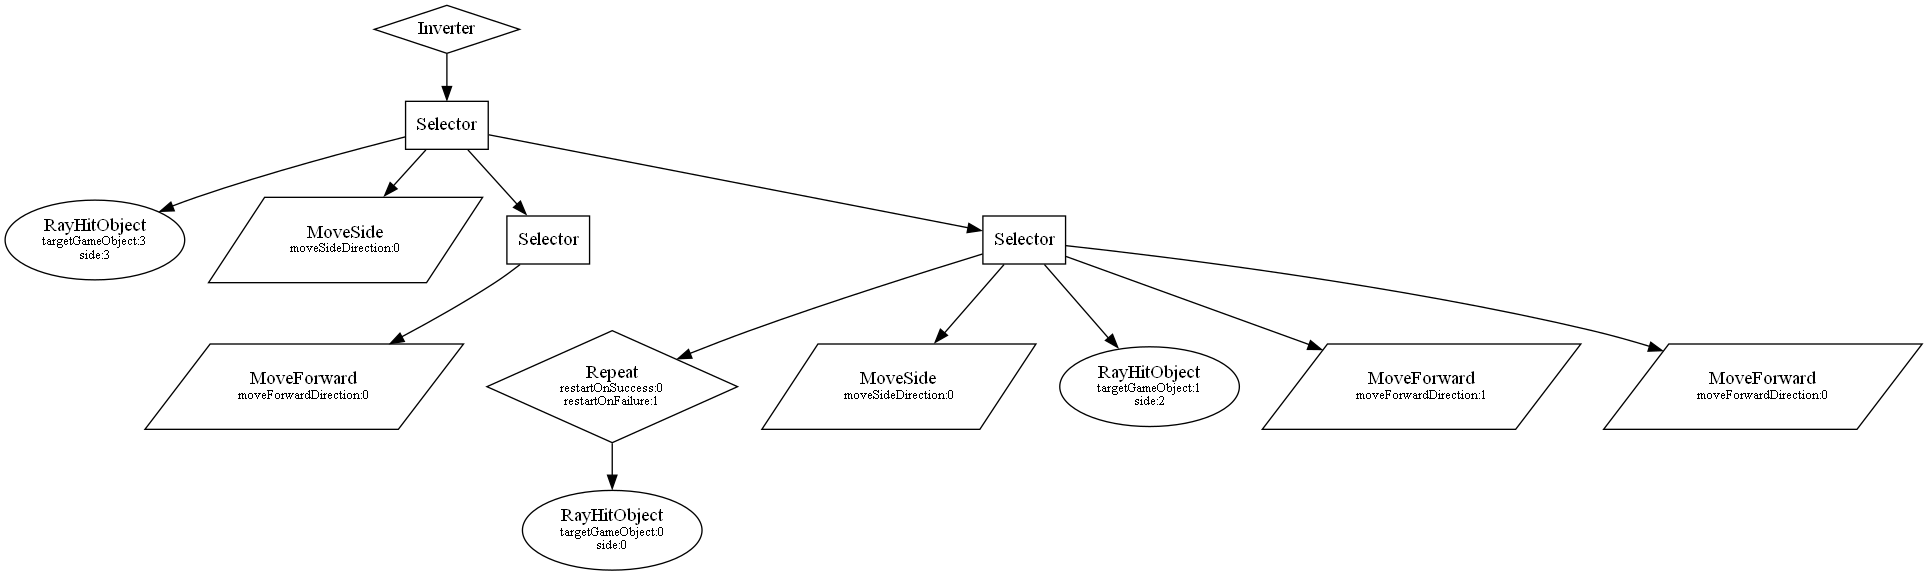 Inverter
Selector
RayHitObject
targetGameObject:3
side:3
MoveSide
moveSideDirection:0
Selector
Selector
MoveForward
moveForwardDirection:0
Repeat
restartOnSuccess:0
restartOnFailure:1
MoveSide
moveSideDirection:0
RayHitObject
targetGameObject:1
side:2
MoveForward
moveForwardDirection:1
MoveForward
moveForwardDirection:0
RayHitObject
targetGameObject:0
side:0